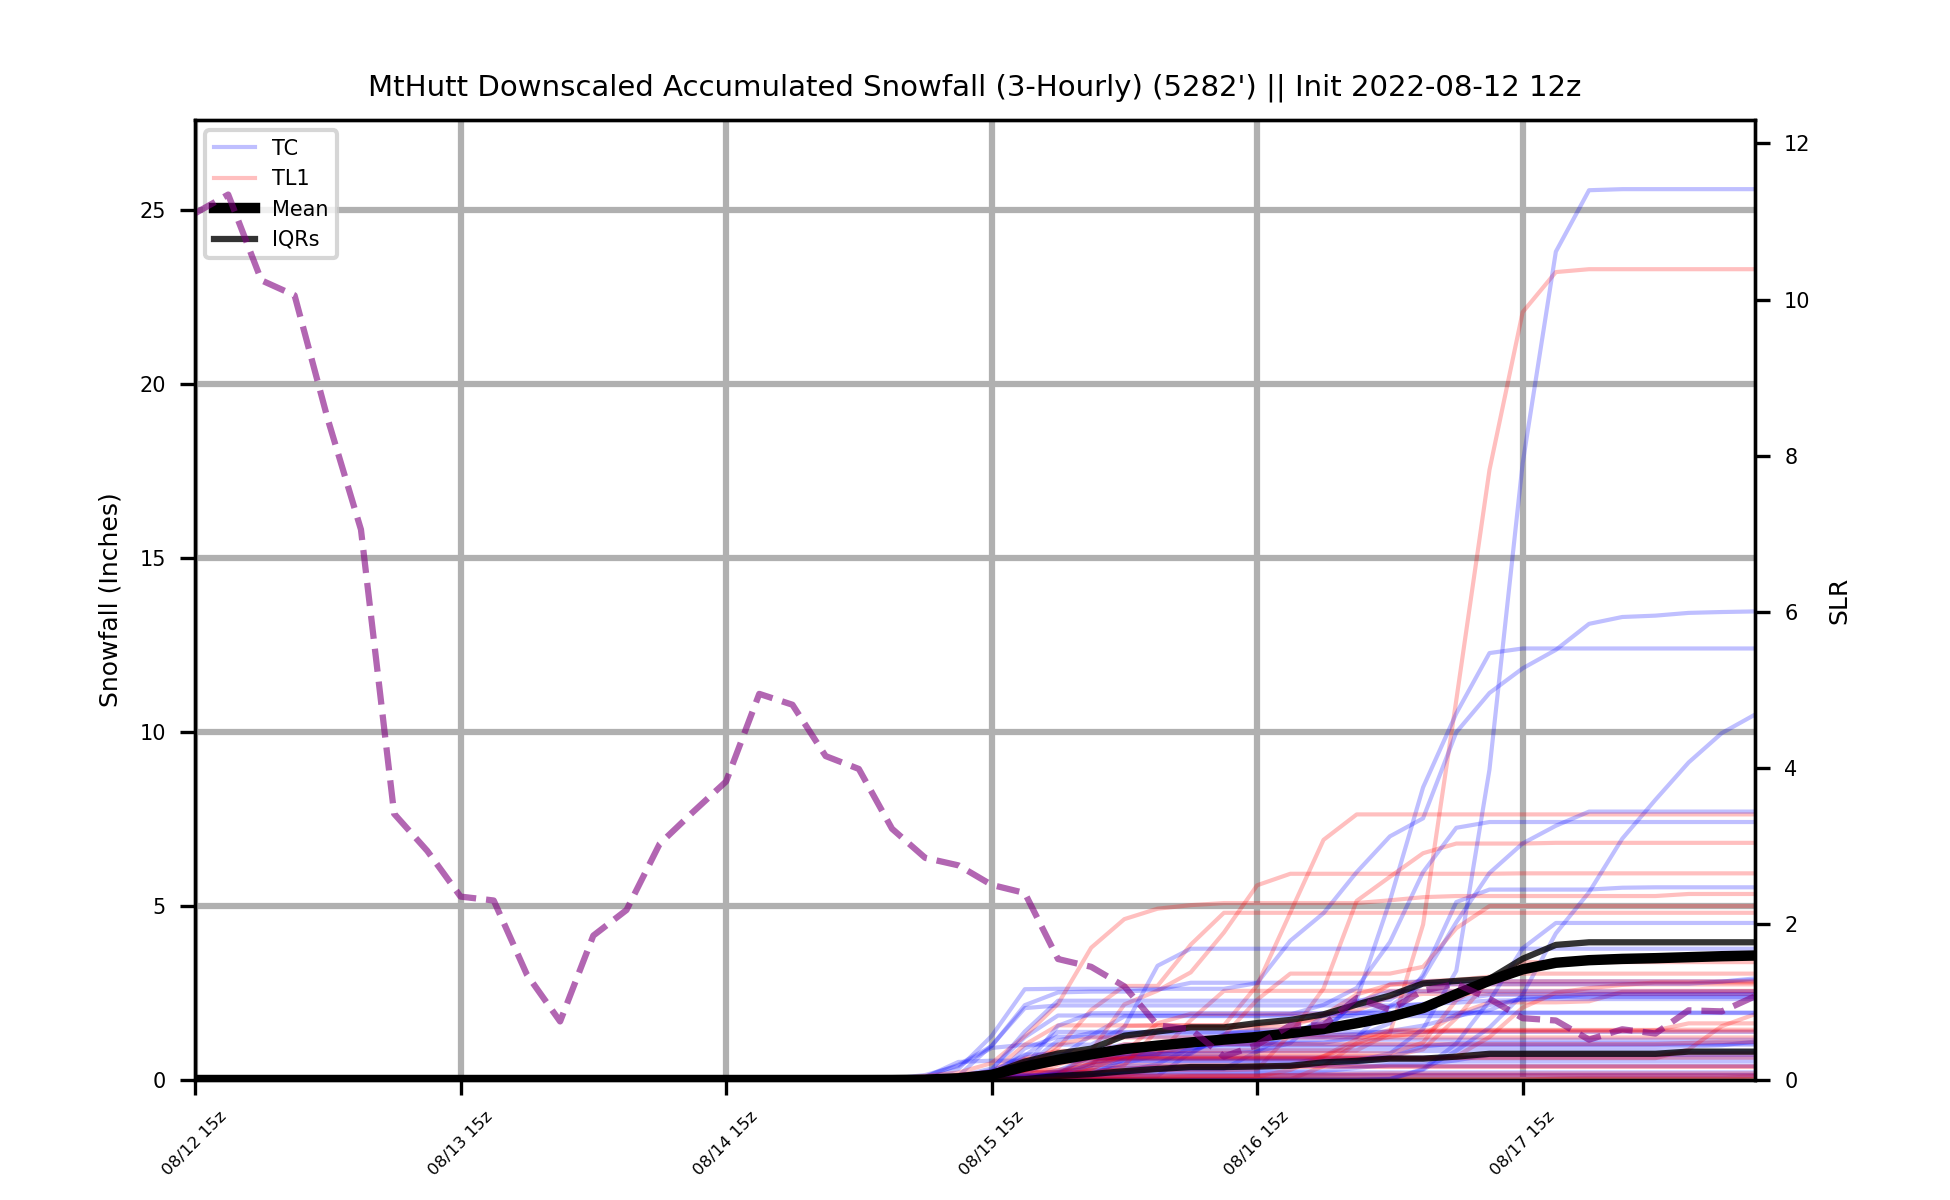 MtHutt Downscaled Accumulated Snowfall (3-Hourly) (5282') || Init 2022-08-12 12z
TC
TL1
Mean
IQRs
Snowfall (Inches)
25
20
15
10
5
0
SLR
12
10
8
6
4
2
0
08/12 15z
08/13 15z
08/14 15z
08/15 15z
08/16 15z
08/17 15z